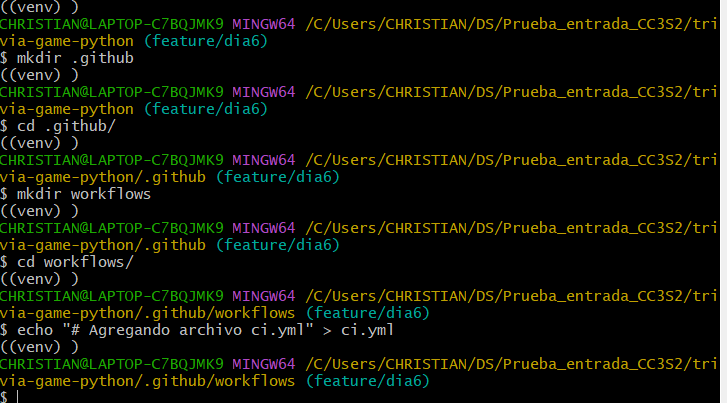 ((venv) )
CHRISTIAN@LAPTOP-C7BQJMK9 MINGW64 /C/Users/CHRISTIAN/DS/Prueba_entrada_CC3S2/tri
via-game-python (feature/dia6)
$ mkdir .github
((venv) )
CHRISTIAN@LAPTOP-C7BQJMK9 MINGW64 /C/Users/CHRISTIAN/DS/Prueba_entrada_CC3S2/tri
via-game-python (feature/dia6)
$ cd .github/
((venv) )
CHRISTIAN@LAPTOP-C7BQJMK9 MINGW64 /C/Users/CHRISTIAN/DS/Prueba_entrada_CC3S2/tri
via-game-python/.github (feature/dia6)
$ mkdir workflows
((venv) )
CHRISTIAN@LAPTOP-C7BQJMK9 MINGW64 /C/Users/CHRISTIAN/DS/Prueba_entrada_CC3S2/tri
via-game-python/.github (feature/dia6)
$ cd workflows/
((venv) )
CHRISTIAN@LAPTOP-C7BQJMK9 MINGW64 /C/Users/CHRISTIAN/DS/Prueba_entrada_CC3S2/tri
via-game-python/.github/workflows (feature/dia6)
$ echo "# Agregando archivo ci.yml" > ci.yml
((venv) )
CHRISTIAN@LAPTOP-C7BQJMK9 MINGW64 /C/Users/CHRISTIAN/DS/Prueba_entrada_CC3S2/tri
via-game-python/.github/workflows (feature/dia6)
$